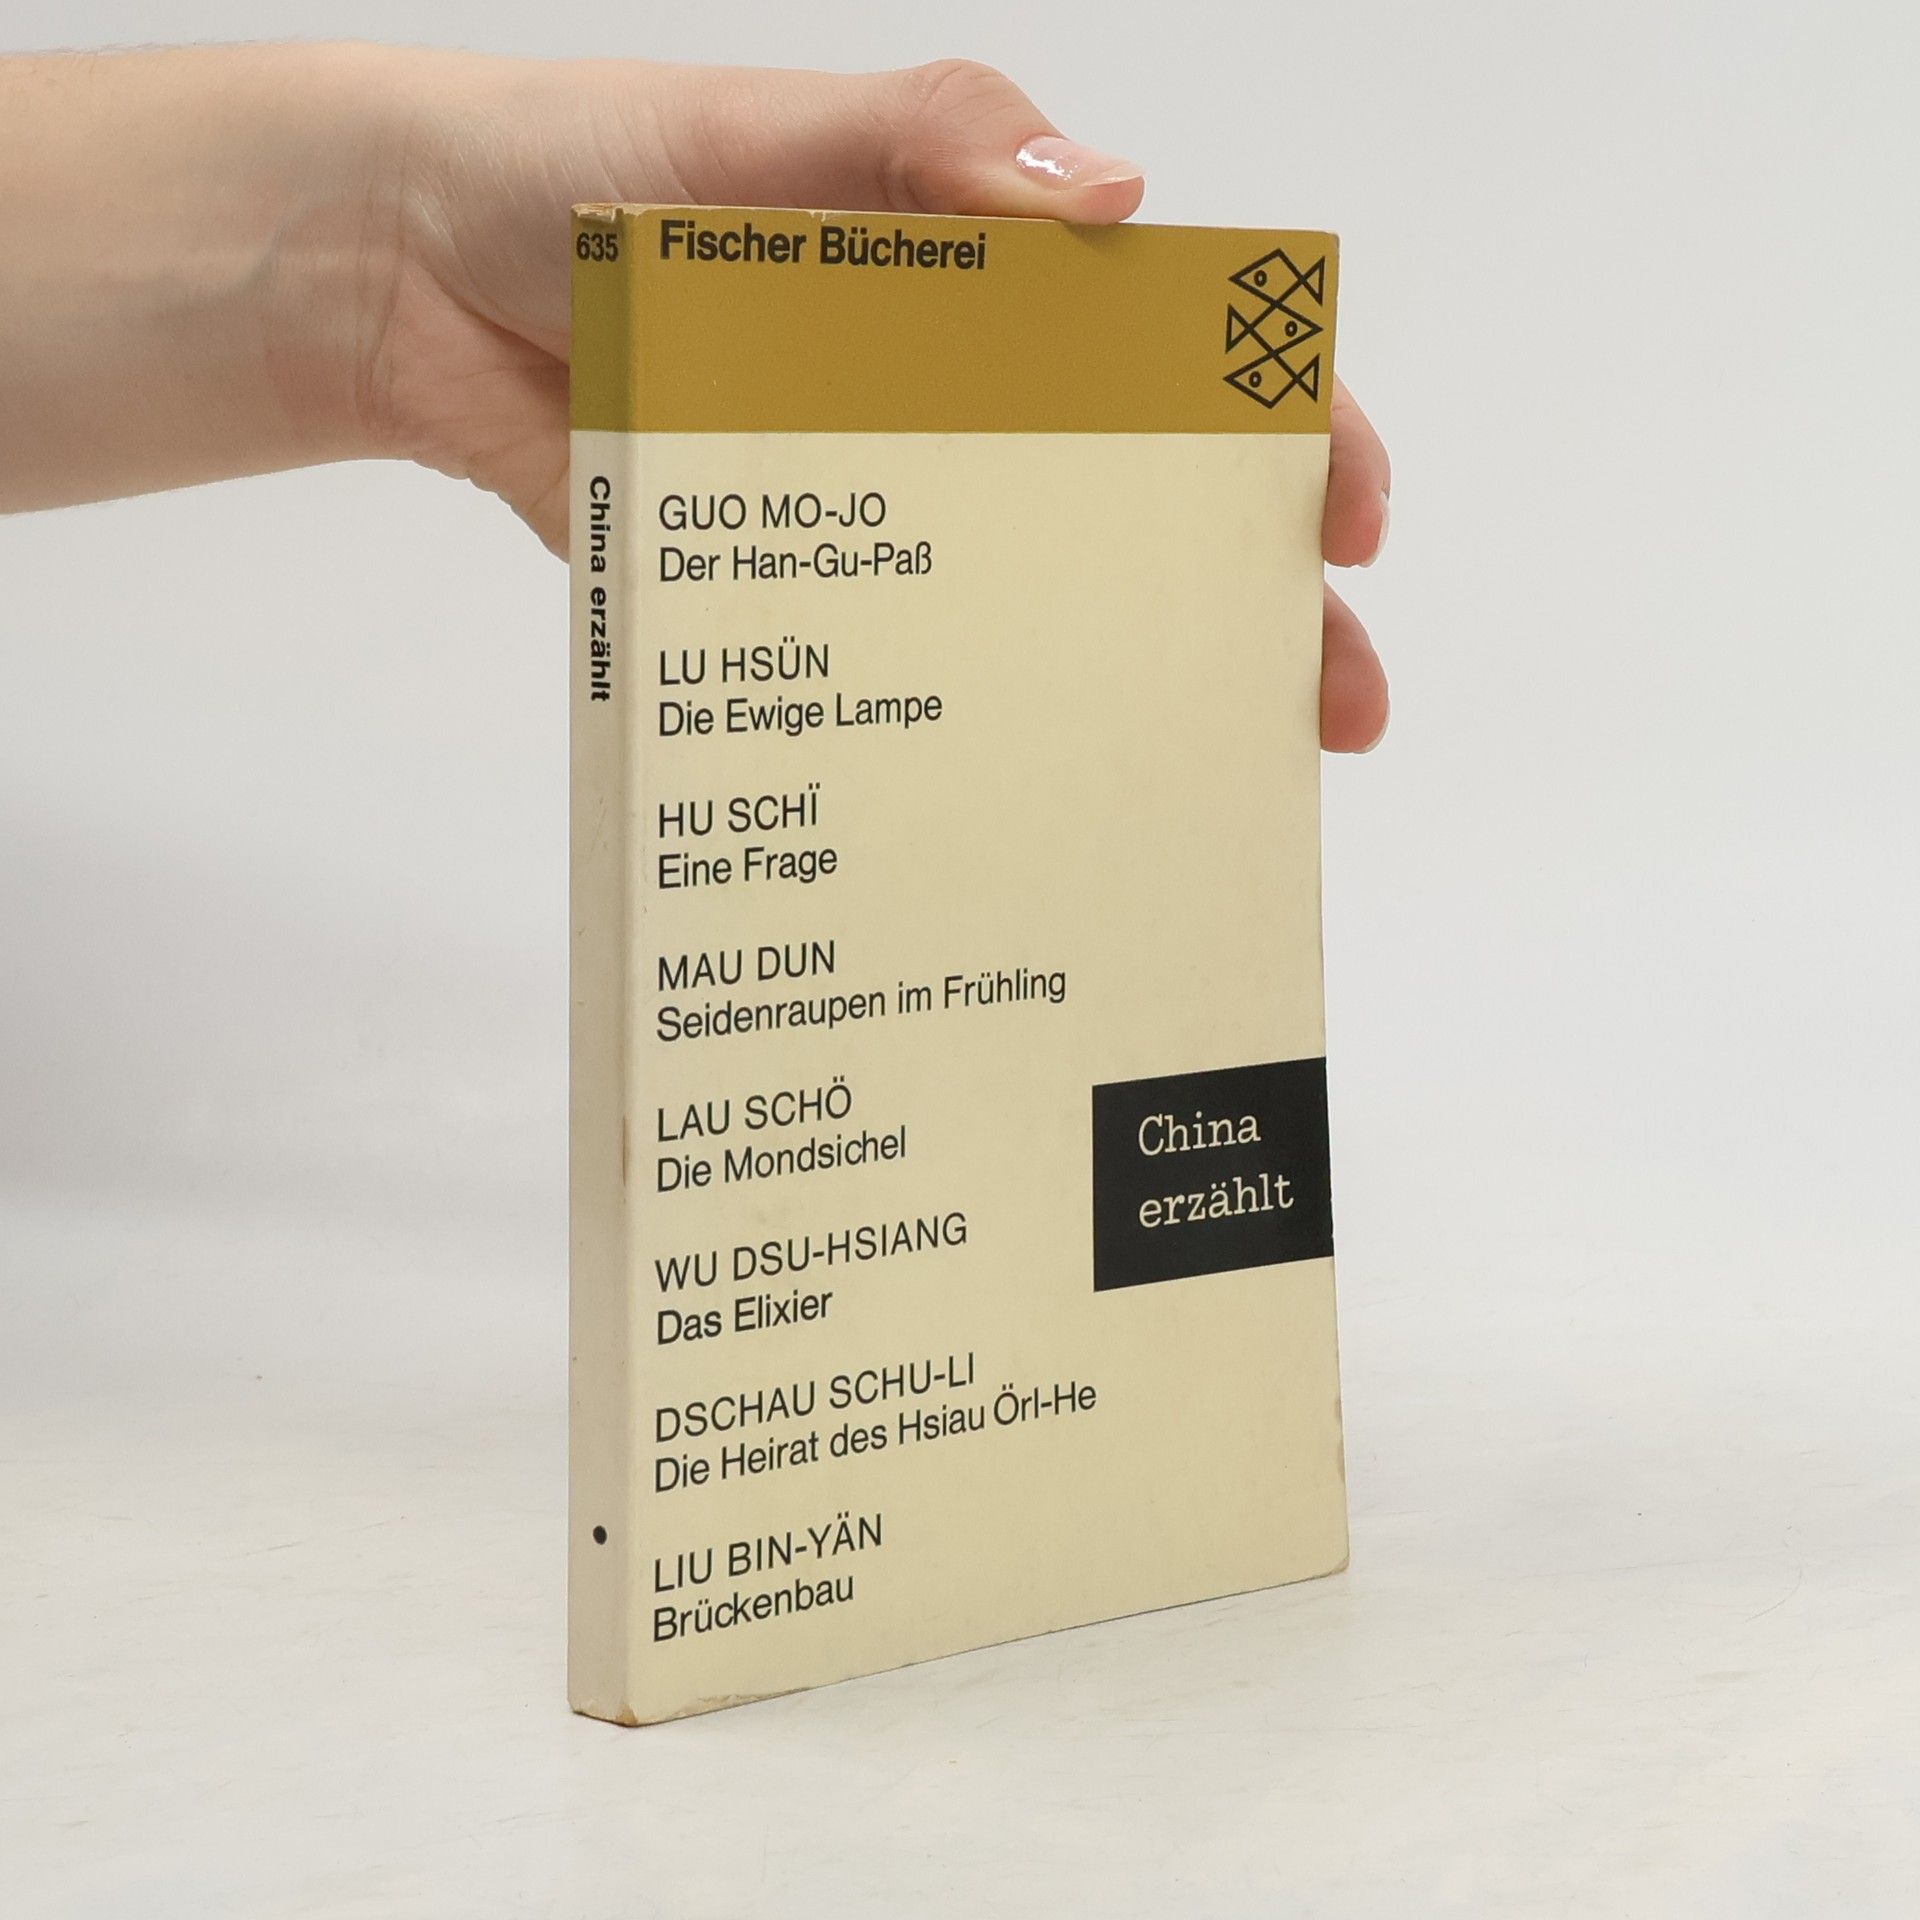 635
China erzählt
Fischer Bücherei
GUO MO-JO
Der Han-Gu-Paß
LU HSÜN
Die Ewige Lampe
HU SCHÏ
Eine Frage
MAU DUN
Seidenraupen im Frühling
LAU SCHÖ
Die Mondsichel
WU DSU-HSIANG
Das Elixier
DSCHAU SCHU-LI
Die Heirat des Hsiau Örl-He
LIU BIN-YÄN
Brückenbau
China
erzählt